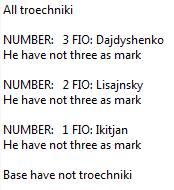 All troechniki
NUMBER: 3 FIO: Dajdyshenko
He have not three as mark
NUMBER: 2 FIO: Lisajnsky
He have not three as mark
NUMBER: 1 FIO: Ikitjan
He have not three as mark
Base have not troechniki